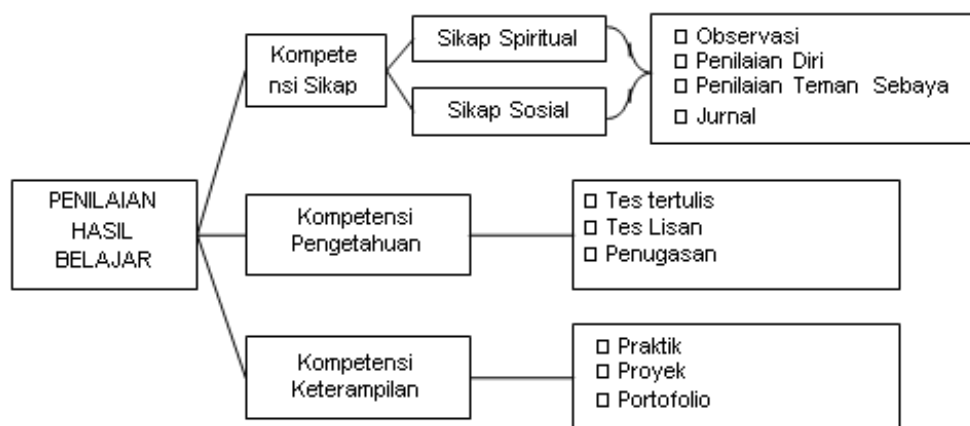 PENILAIAN
HASIL
BELAJAR
Kompete
nsi Sikap
Sikap Spiritual
Sikap Sosial
▯ Observasi
▯ Penilaian Diri
▯ Penilaian Teman Sebaya
▯ Jurnal
Kompetensi
Pengetahuan
▯ Tes tertulis
▯ Tes Lisan
▯ Penugasan
Kompetensi
Keterampilan
▯ Praktik
▯ Proyek
▯ Portofolio